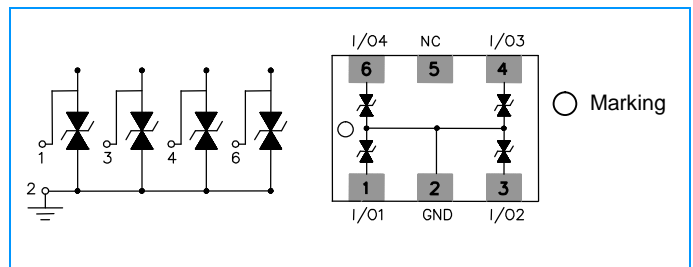 I/O4 NC I/O3
6 5 4
Marking
1 3 4 6
2
1 2 3
I/O1 GND I/O2